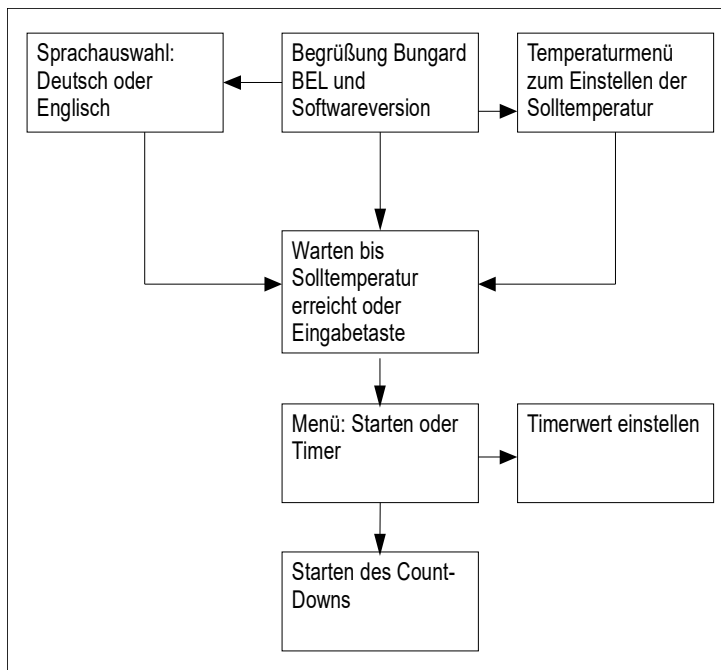 Sprachauswahl:
Deutsch oder
Englisch
Begrüßung Bungard
BEL und
Softwareversion
Temperaturmenü
zum Einstellen der
Solltemperatur
Warten bis
Solltemperatur
erreicht oder
Eingabetaste
Menü: Starten oder
Timer
Timerwert einstellen
Starten des Count-
Downs